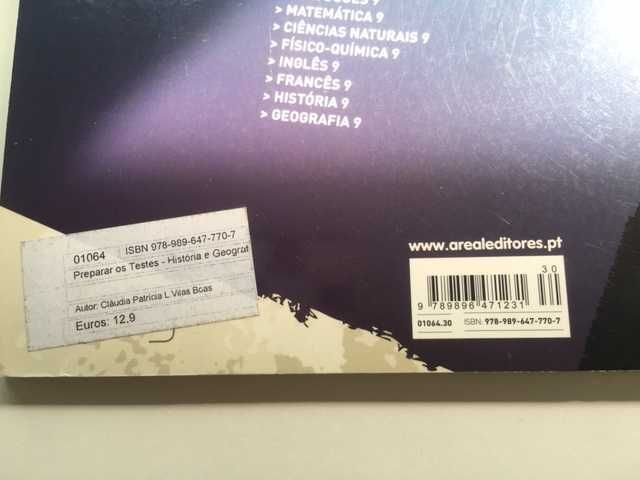 > MATEMÁTICA 9
> CIÊNCIAS NATURAIS 9
> FÍSICO-QUÍMICA 9
> INGLÊS 9
> FRANCÊS 9
> HISTÓRIA 9
> GEOGRAFIA 9
01064 ISBN 978-989-647-770-7
Preparar os Testes - História e Geograf
Autor: Cláudia Patrícia L.Vilas Boas
Euros: 12,9
www.arealeditores.pt
30
9 789896 471231
01064.30 ISBN: 978-989-647-770-7